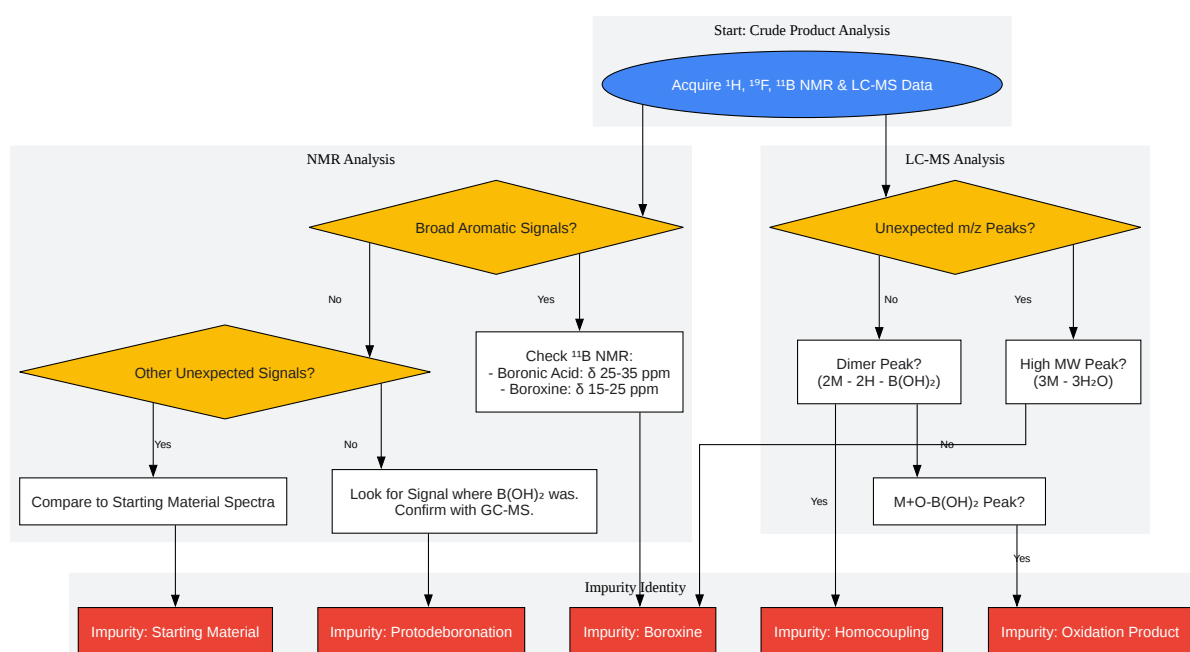 Start: Crude Product Analysis
Acquire ¹H, ¹⁹F, ¹¹B NMR & LC-MS Data
NMR Analysis
LC-MS Analysis
Broad Aromatic Signals?
Unexpected m/z Peaks?
No
Yes
No
Yes
Other Unexpected Signals?
Check ¹¹B NMR:
- Boronic Acid: δ 25-35 ppm
- Boroxine: δ 15-25 ppm
Dimer Peak?
(2M - 2H - B(OH)₂)
High MW Peak?
(3M - 3H₂O)
Yes
No
No
Compare to Starting Material Spectra
Look for Signal where B(OH)₂ was.
Confirm with GC-MS.
Yes
M+O-B(OH)₂ Peak?
Yes
Impurity Identity
Impurity: Starting Material
Impurity: Protodeboronation
Impurity: Boroxine
Impurity: Homocoupling
Impurity: Oxidation Product